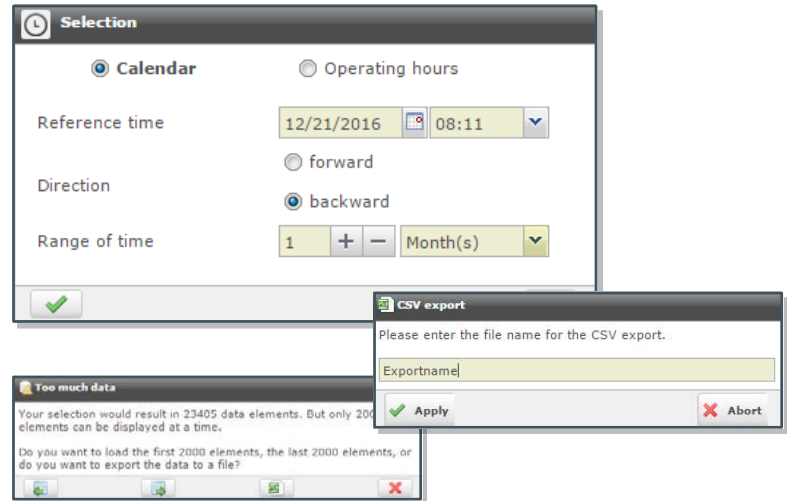 Selection
Calendar
Operating hours
Reference time
12/21/2016
08:11
forward
Direction
backward
Range of time
1
+
−
Month(s)
CSV export
Please enter the file name for the CSV export.
Exportname
Apply
Abort
Too much data
Your selection would result in 23405 data elements. But only
elements can be displayed at a time.
Do you want to load the first 2000 elements, the last 2000 elements, or
do you want to export the data to a file?